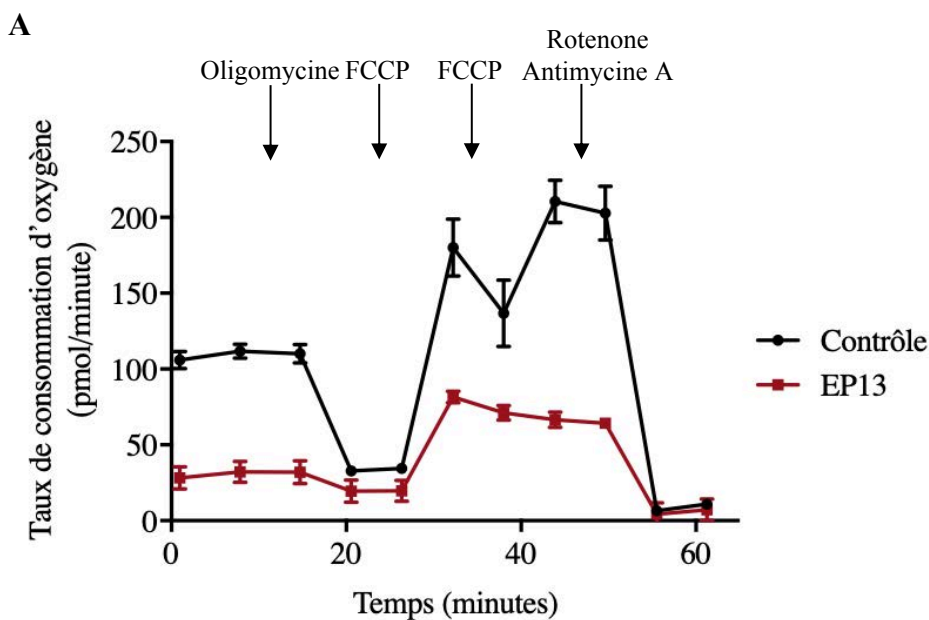 A
Rotenone
Oligomycine FCCP FCCP Antimycine A
Taux de consommation d'oxygène
(pmol/minute)
250
200
150
100
50
0
0 20 40 60
Temps (minutes)
Contrôle
EP13